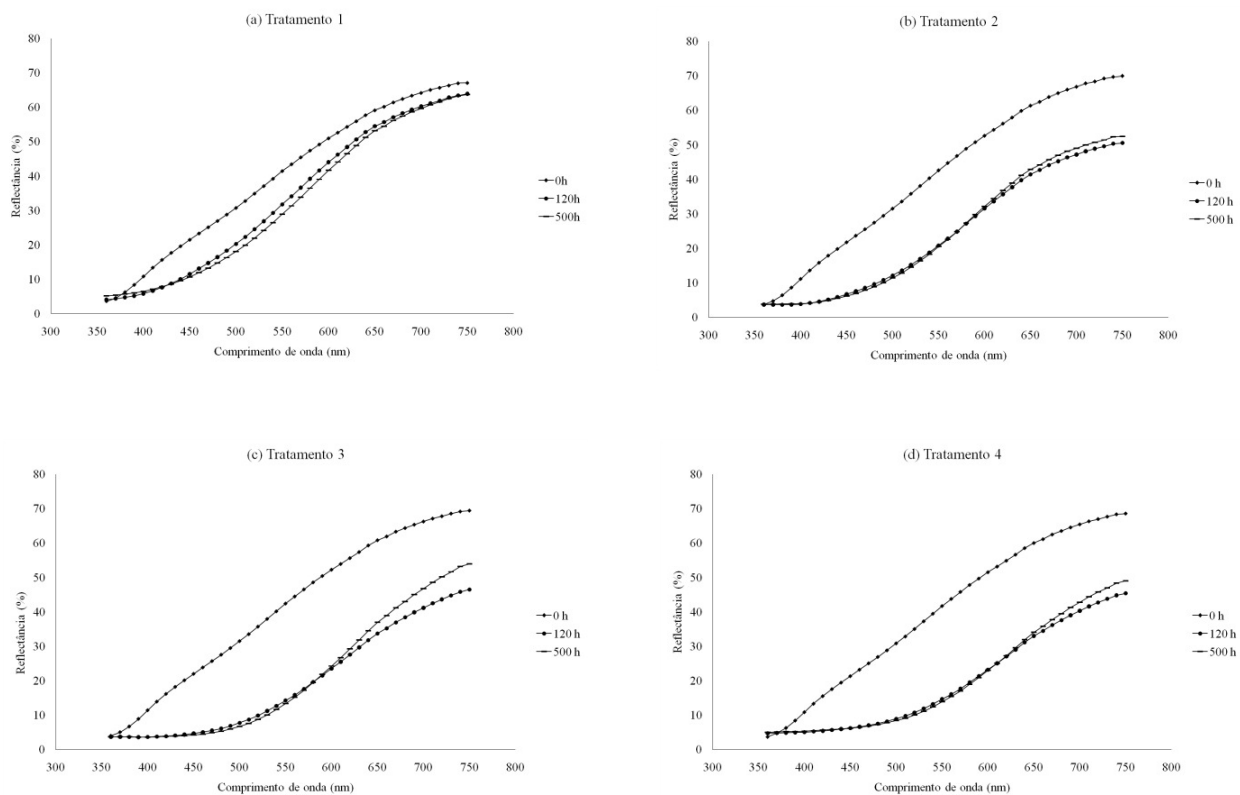 (a) Tratamento 1
80
70
60
50
40
30
20
10
0
Reflectância (%)
300 350 400 450 500 550 600 650 700 750 800
Comprimento de onda (nm)
0h
120h
500h
(b) Tratamento 2
80
70
60
50
40
30
20
10
0
Reflectância (%)
300 350 400 450 500 550 600 650 700 750 800
Comprimento de onda (nm)
0 h
120 h
500 h
(c) Tratamento 3
80
70
60
50
40
30
20
10
0
Reflectância (%)
300 350 400 450 500 550 600 650 700 750 800
Comprimento de onda (nm)
0 h
120 h
500 h
(d) Tratamento 4
80
70
60
50
40
30
20
10
0
Reflectância (%)
300 350 400 450 500 550 600 650 700 750 800
Comprimento de onda (nm)
0 h
120 h
500 h